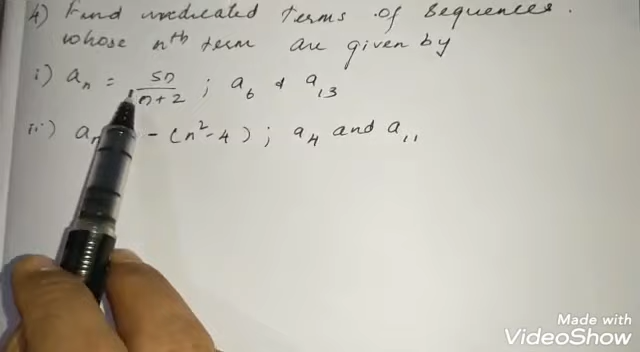 4) Find indicated terms of sequences.
whose nth term are given by
i) aₙ = 5n/n+2 ; a₆ & a₁₃
ii) aₙ - (n²-4) ; a₄ and a₁₁
Made with
VideoShow